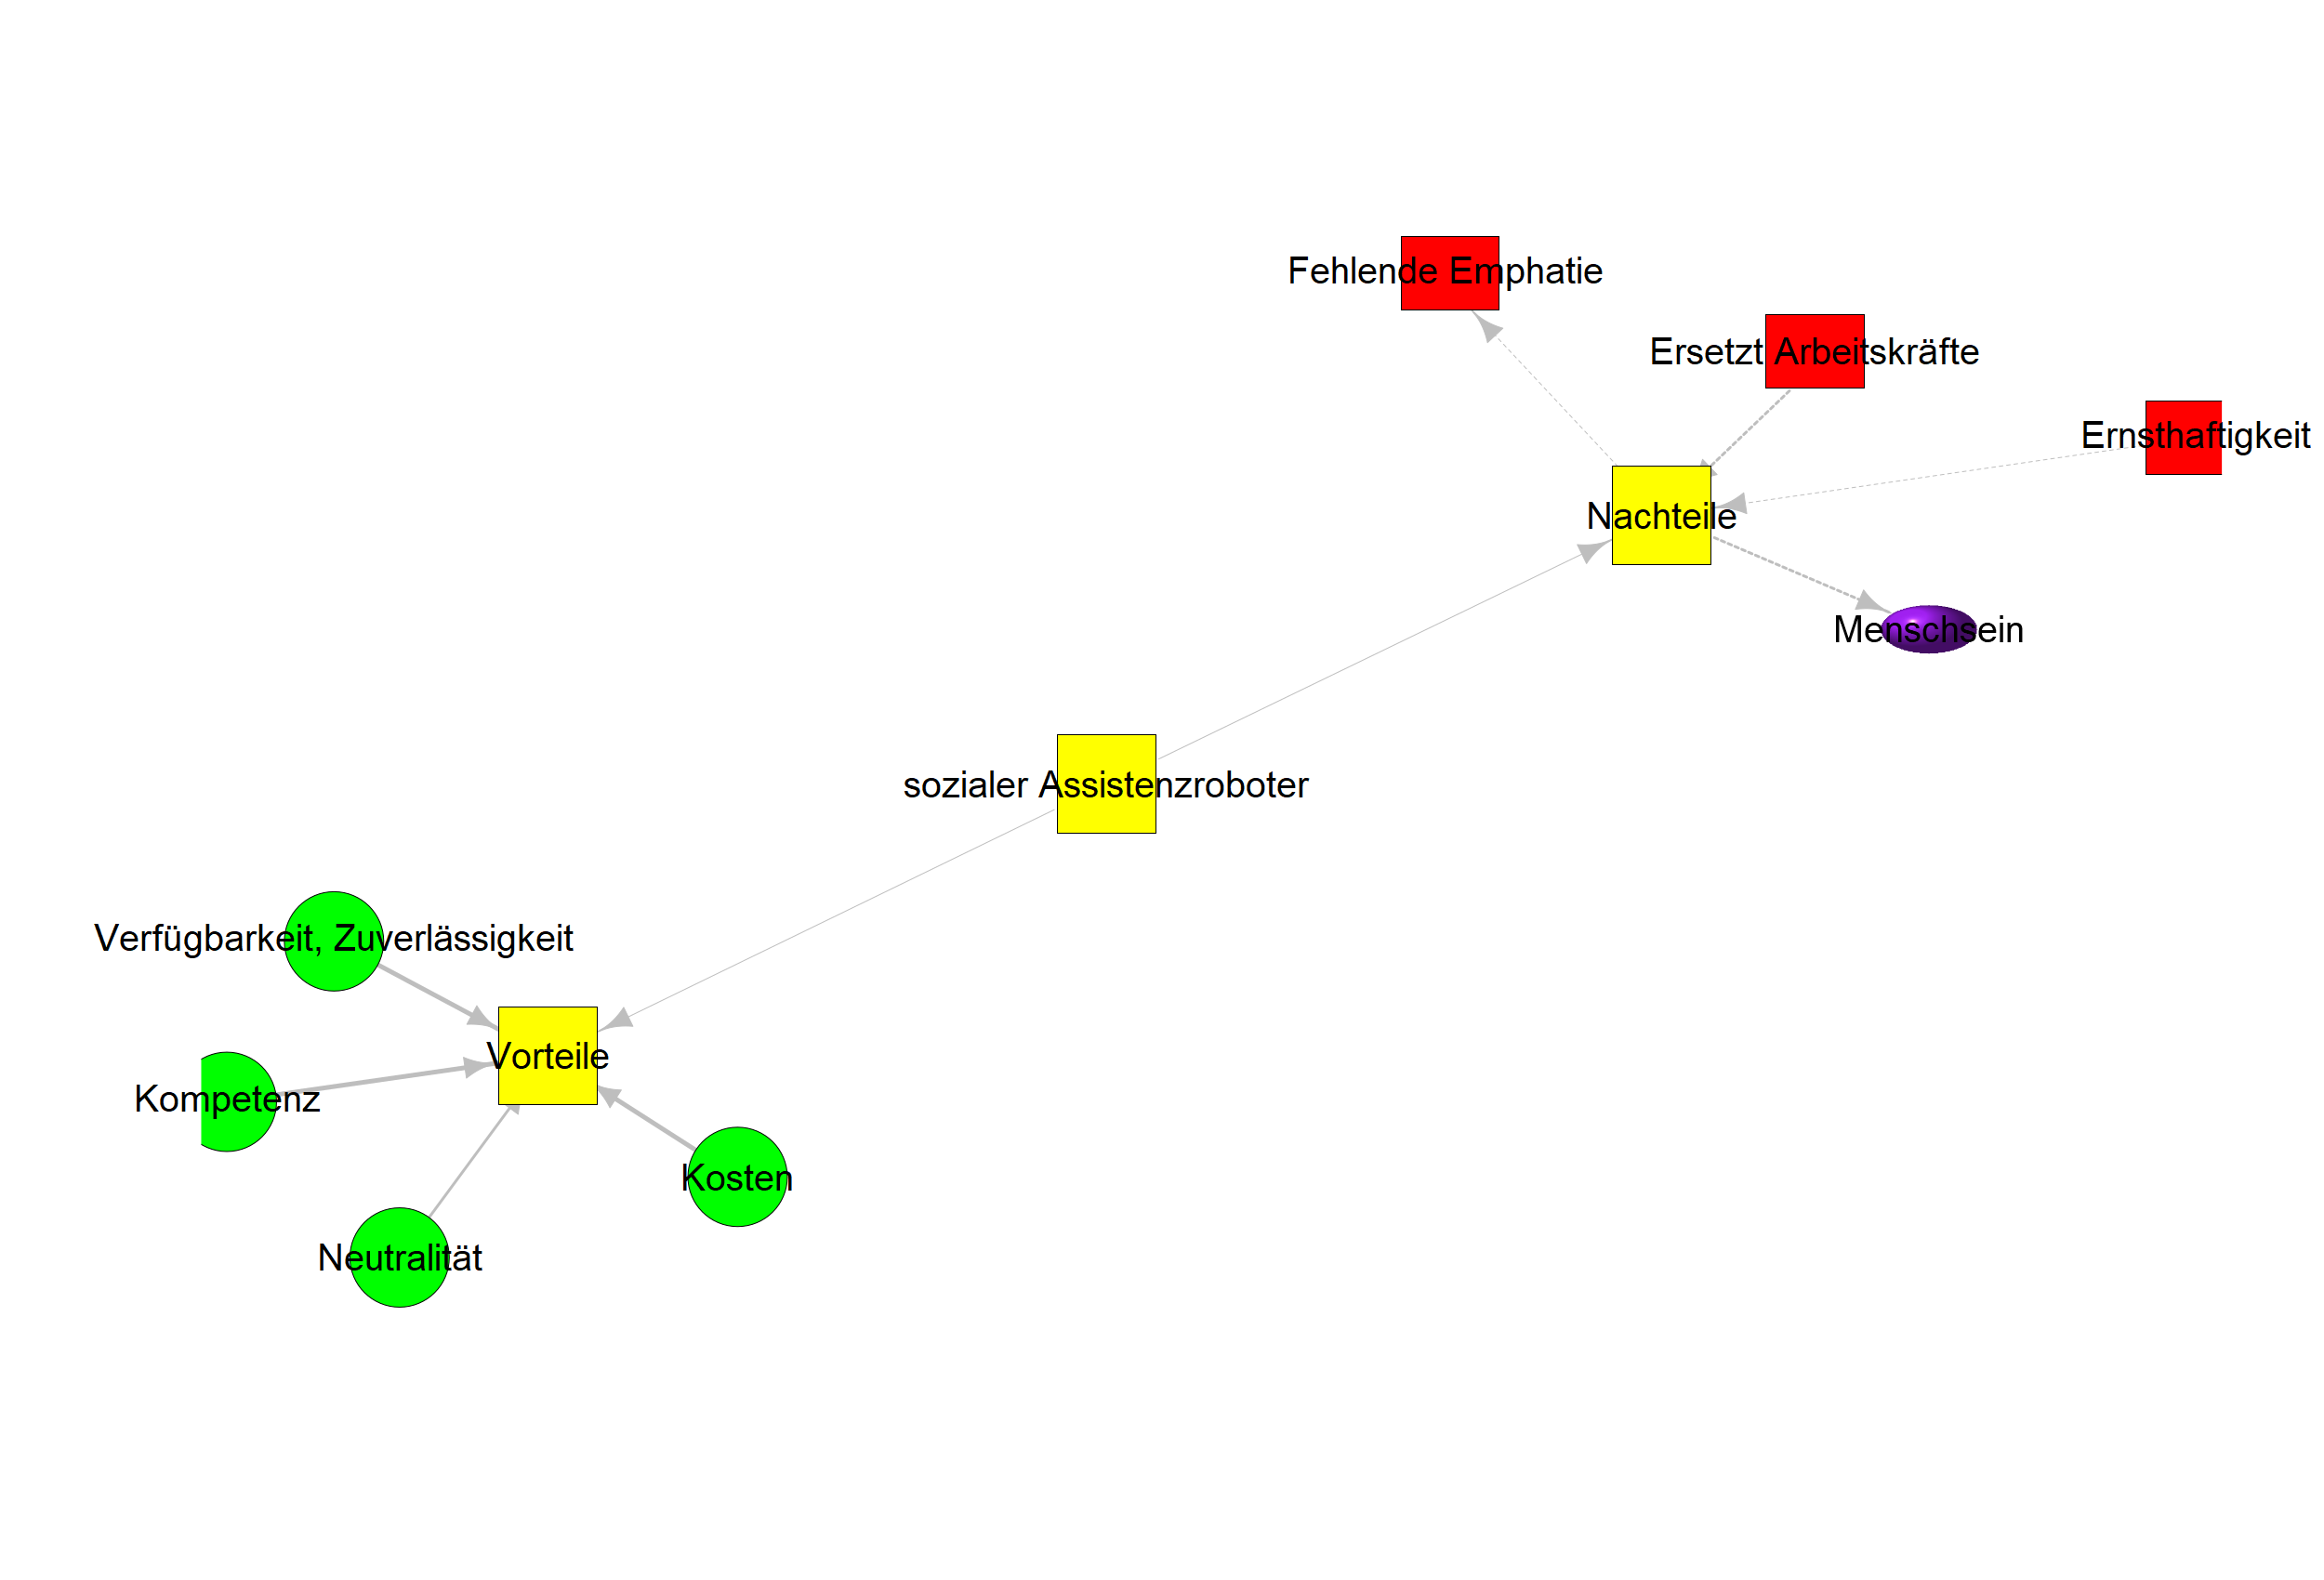 Fehlende Emphatie
Ersetzt Arbeitskräfte
Ernsthaftigkeit
Nachteile
Menschsein
sozialer Assistenzroboter
Verfügbarkeit, Zuverlässigkeit
Vorteile
Kompetenz
Kosten
Neutralität